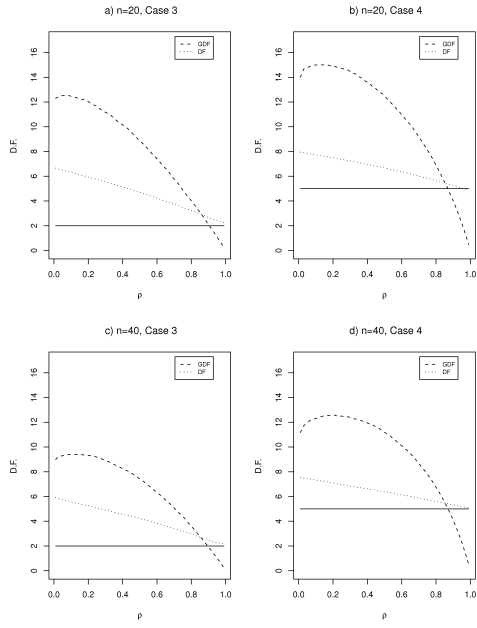 a) n=20, Case 3
GDF
DF
D.F.
16
14
12
10
8
6
4
2
0
0.0 0.2 0.4 0.6 0.8 1.0
ρ
b) n=20, Case 4
GDF
DF
D.F.
16
14
12
10
8
6
4
2
0
0.0 0.2 0.4 0.6 0.8 1.0
ρ
c) n=40, Case 3
GDF
DF
D.F.
16
14
12
10
8
6
4
2
0
0.0 0.2 0.4 0.6 0.8 1.0
ρ
d) n=40, Case 4
GDF
DF
D.F.
16
14
12
10
8
6
4
2
0
0.0 0.2 0.4 0.6 0.8 1.0
ρ